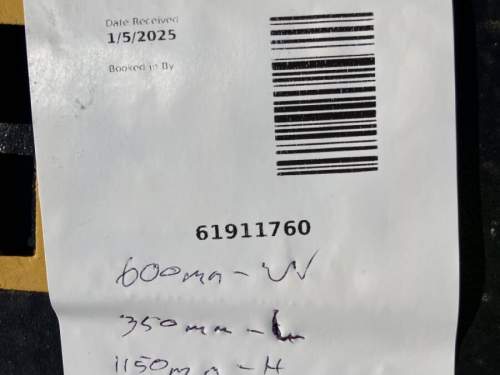 Date Received
1/5/2025
Booked in By
61911760
600mm - W
350mm - L
1150mm - H